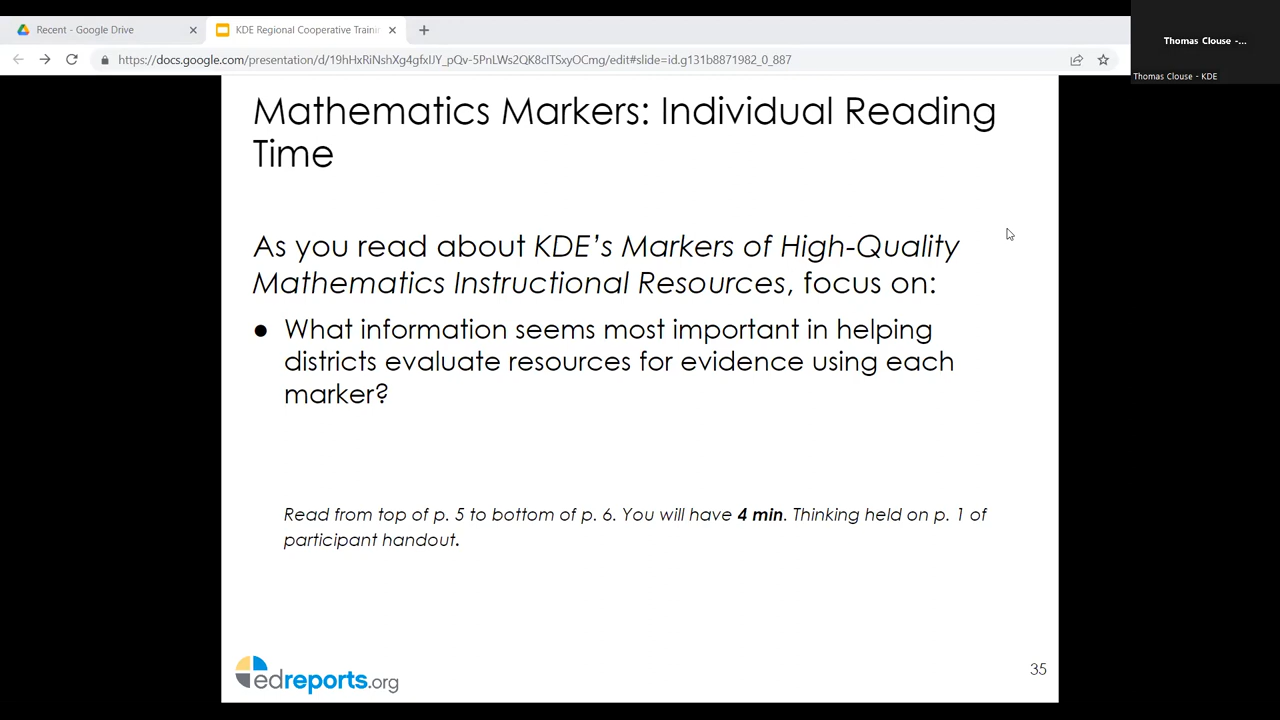 Recent - Google Drive
KDE Regional Cooperative Trainin
https://docs.google.com/presentation/d/19hHxRiNshXg4gfxIJY_pQv-5PnLWs2QK8cITSxyOCmg/edit#slide=id.g131b8871982_0_887
Thomas Clouse -...
Thomas Clouse - KDE
Mathematics Markers: Individual Reading
Time
As you read about KDE's Markers of High-Quality
Mathematics Instructional Resources, focus on:
● What information seems most important in helping
districts evaluate resources for evidence using each
marker?
Read from top of p. 5 to bottom of p. 6. You will have 4 min. Thinking held on p. 1 of
participant handout.
edreports.org
35